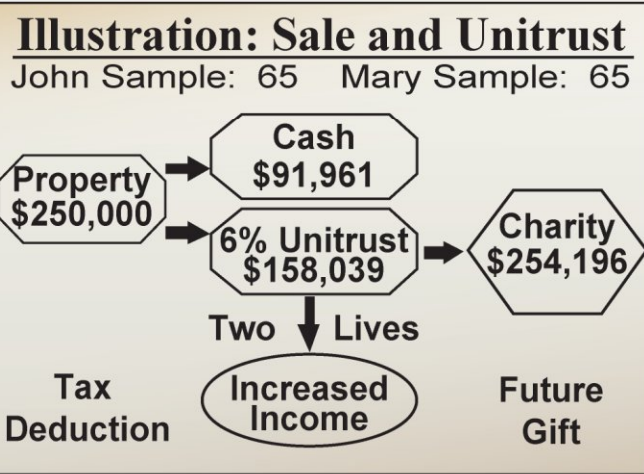 Illustration: Sale and Unitrust
John Sample: 65 Mary Sample: 65
Property
$250,000
Cash
$91,961
6% Unitrust
$158,039
Charity
$254,196
Two Lives
Increased
Income
Tax
Deduction
Future
Gift